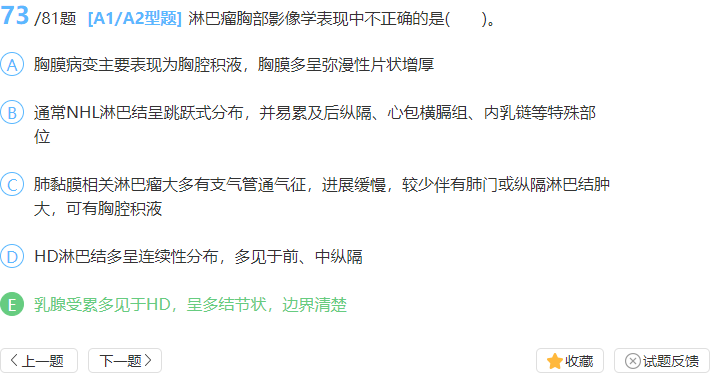 73/81题 [A1/A2型题] 淋巴瘤胸部影像学表现中不正确的是( )。
A 胸膜病变主要表现为胸腔积液，胸膜多呈弥漫性片状增厚
B 通常NHL淋巴结呈跳跃式分布，并易累及后纵隔、心包横膈组、内乳链等特殊部
位
C 肺黏膜相关淋巴瘤大多有支气管通气征，进展缓慢，较少伴有肺门或纵隔淋巴结肿
大，可有胸腔积液
D HD淋巴结多呈连续性分布，多见于前、中纵隔
E 乳腺受累多见于HD，呈多结节状，边界清楚
上一题 下一题 收藏 试题反馈